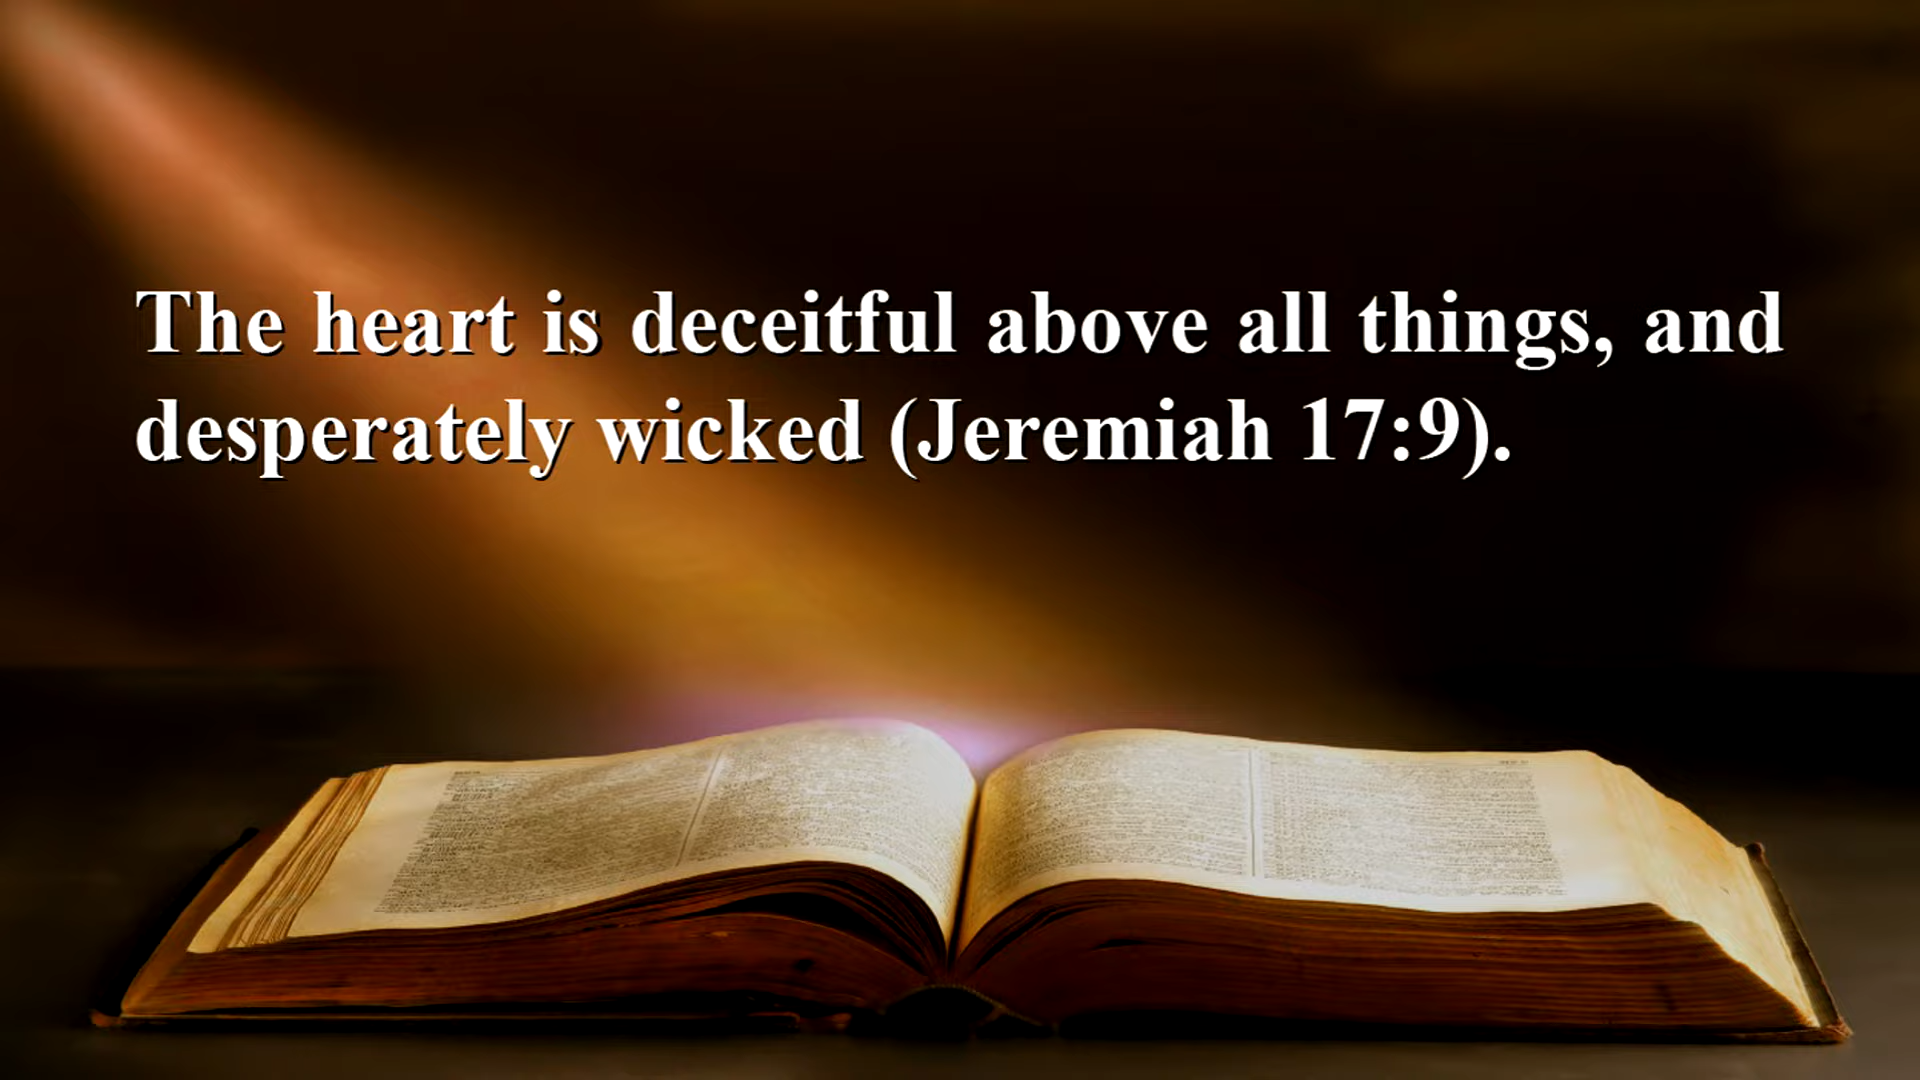 The heart is deceitful above all things, and
desperately wicked (Jeremiah 17:9).